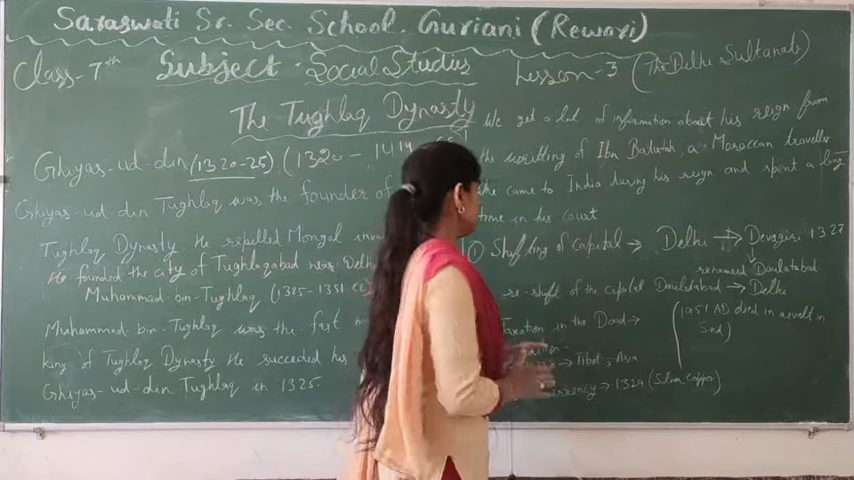 Saraswati Sr. Sec. School. Guriani (Rewari)
Class - 7th Subject - Social Studies Lesson - 3 (The Delhi Sultanate)
The Tughlaq Dynasty
Ghiyas-ud-din (1320-25) (1320 - 1414
Ghiyas-ud-din Tughlaq was the founder of
Tughlaq Dynasty. He repelled Mongol
He founded the city of Tughlaqabad near Delhi
Muhammad-bin-Tughlaq (1325-1351
Muhammad-bin-Tughlaq was the
king of Tughlaq Dynasty. He succeeded his
Ghiyas-ud-din Tughlaq in 1325.
We get a lot of information about his reign from
the writing of Ibn Batutah, a Moroccan traveller
he came to India during his reign and spent a long
time in his court
Shifting of Capital → Delhi → Devagiri 1327
renamed Daulatabad
re-shift of the capital Daulatabad → Delhi
Taxation in the Doab →
→ Tibet, Asia
currency → 1329 (Silver Copper)
(1351 AD died in a revolt in
Sind)